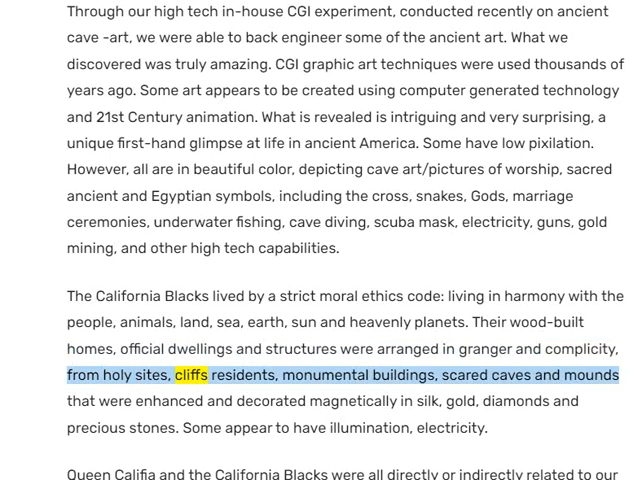 Through our high tech in-house CGI experiment, conducted recently on ancient
cave -art, we were able to back engineer some of the ancient art. What we
discovered was truly amazing. CGI graphic art techniques were used thousands of
years ago. Some art appears to be created using computer generated technology
and 21st Century animation. What is revealed is intriguing and very surprising, a
unique first-hand glimpse at life in ancient America. Some have low pixilation.
However, all are in beautiful color, depicting cave art/pictures of worship, sacred
ancient and Egyptian symbols, including the cross, snakes, Gods, marriage
ceremonies, underwater fishing, cave diving, scuba mask, electricity, guns, gold
mining, and other high tech capabilities.
The California Blacks lived by a strict moral ethics code: living in harmony with the
people, animals, land, sea, earth, sun and heavenly planets. Their wood-built
homes, official dwellings and structures were arranged in granger and complicity,
from holy sites, cliffs residents, monumental buildings, scared caves and mounds
that were enhanced and decorated magnetically in silk, gold, diamonds and
precious stones. Some appear to have illumination, electricity.
Queen Califia and the California Blacks were all directly or indirectly related to our